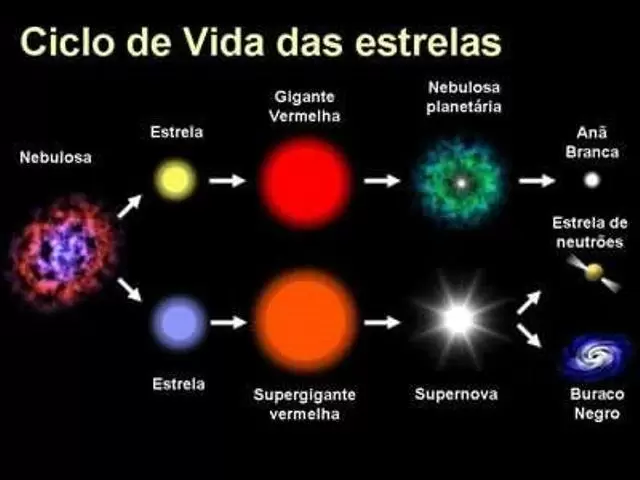 Ciclo de Vida das estrelas
Nebulosa
Estrela
Gigante
Vermelha
Nebulosa
planetária
Anã
Branca
Estrela de
neutrões
Estrela
Supergigante
vermelha
Supernova
Buraco
Negro